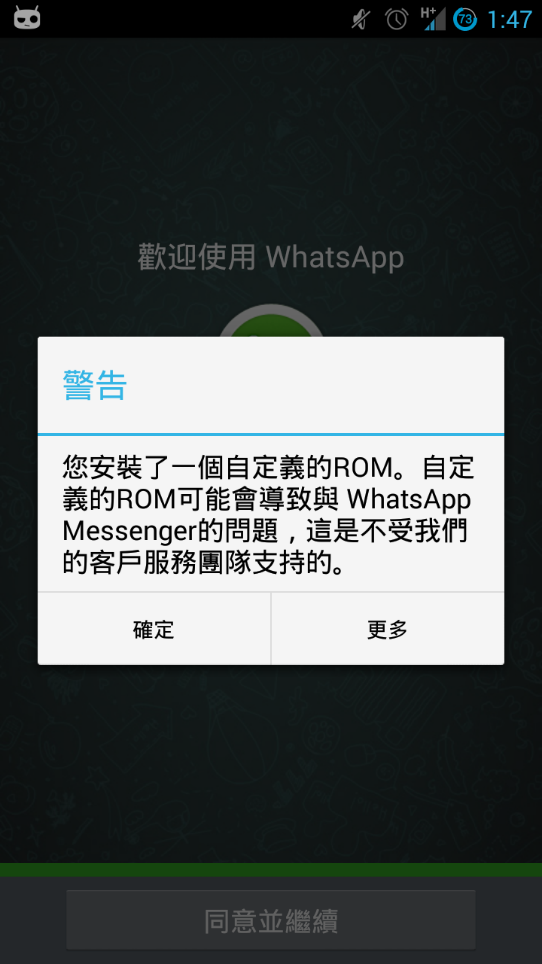 H+ 73 1:47
歡迎使用 WhatsApp
警告
您安裝了一個自定義的ROM。自定
義的ROM可能會導致與 WhatsApp
Messenger的問題，這是不受我們
的客戶服務團隊支持的。
確定 更多
同意並繼續